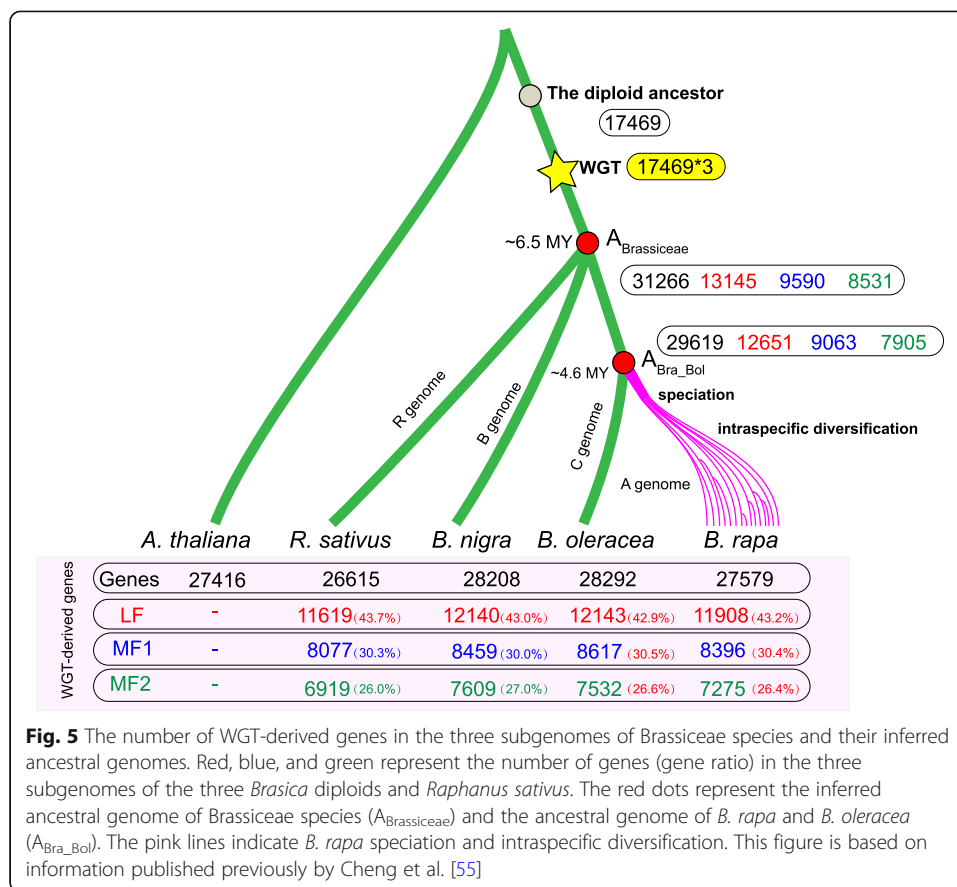 The diploid ancestor
17469
WGT 17469*3
~6.5 MY A_Brassiceae
31266 13145 9590 8531
29619 12651 9063 7905
~4.6 MY A_Bra_Bol
speciation
intraspecific diversification
R genome
B genome
C genome
A genome
A. thaliana R. sativus B. nigra B. oleracea B. rapa
WGT-derived genes
Genes 27416 26615 28208 28292 27579
LF - 11619(43.7%) 12140(43.0%) 12143(42.9%) 11908(43.2%)
MF1 - 8077(30.3%) 8459(30.0%) 8617(30.5%) 8396(30.4%)
MF2 - 6919(26.0%) 7609(27.0%) 7532(26.6%) 7275(26.4%)
Fig. 5 The number of WGT-derived genes in the three subgenomes of Brassiceae species and their inferred
ancestral genomes. Red, blue, and green represent the number of genes (gene ratio) in the three
subgenomes of the three Brasica diploids and Raphanus sativus. The red dots represent the inferred
ancestral genome of Brassiceae species (A_Brassiceae) and the ancestral genome of B. rapa and B. oleracea
(A_Bra_Bol). The pink lines indicate B. rapa speciation and intraspecific diversification. This figure is based on
information published previously by Cheng et al. [55]